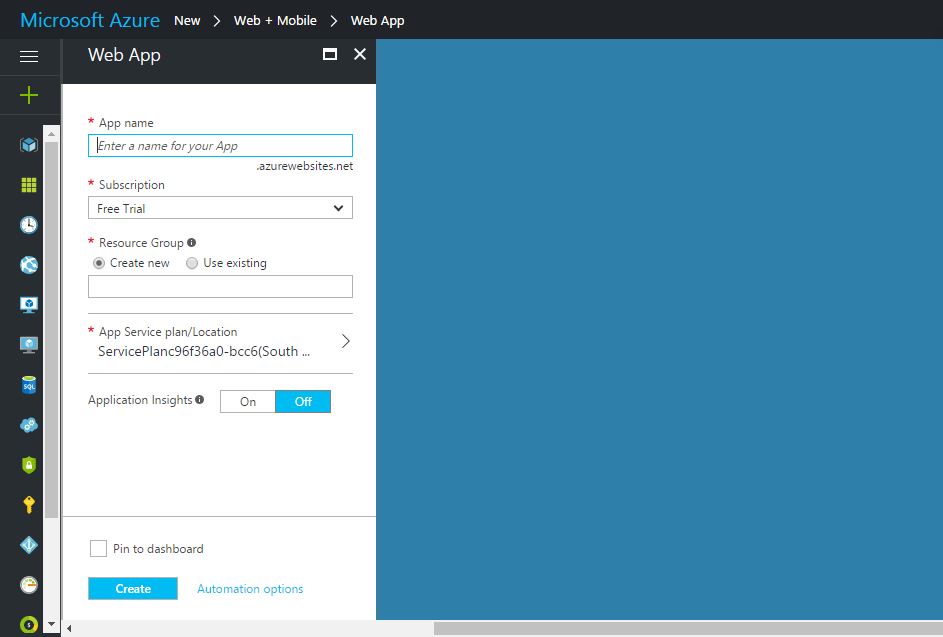 Microsoft Azure New > Web + Mobile > Web App
Web App
* App name
Enter a name for your App
.azurewebsites.net
* Subscription
Free Trial
* Resource Group
Create new Use existing
* App Service plan/Location
ServicePlanc96f36a0-bcc6(South ...
Application Insights On Off
Pin to dashboard
Create Automation options
SQL